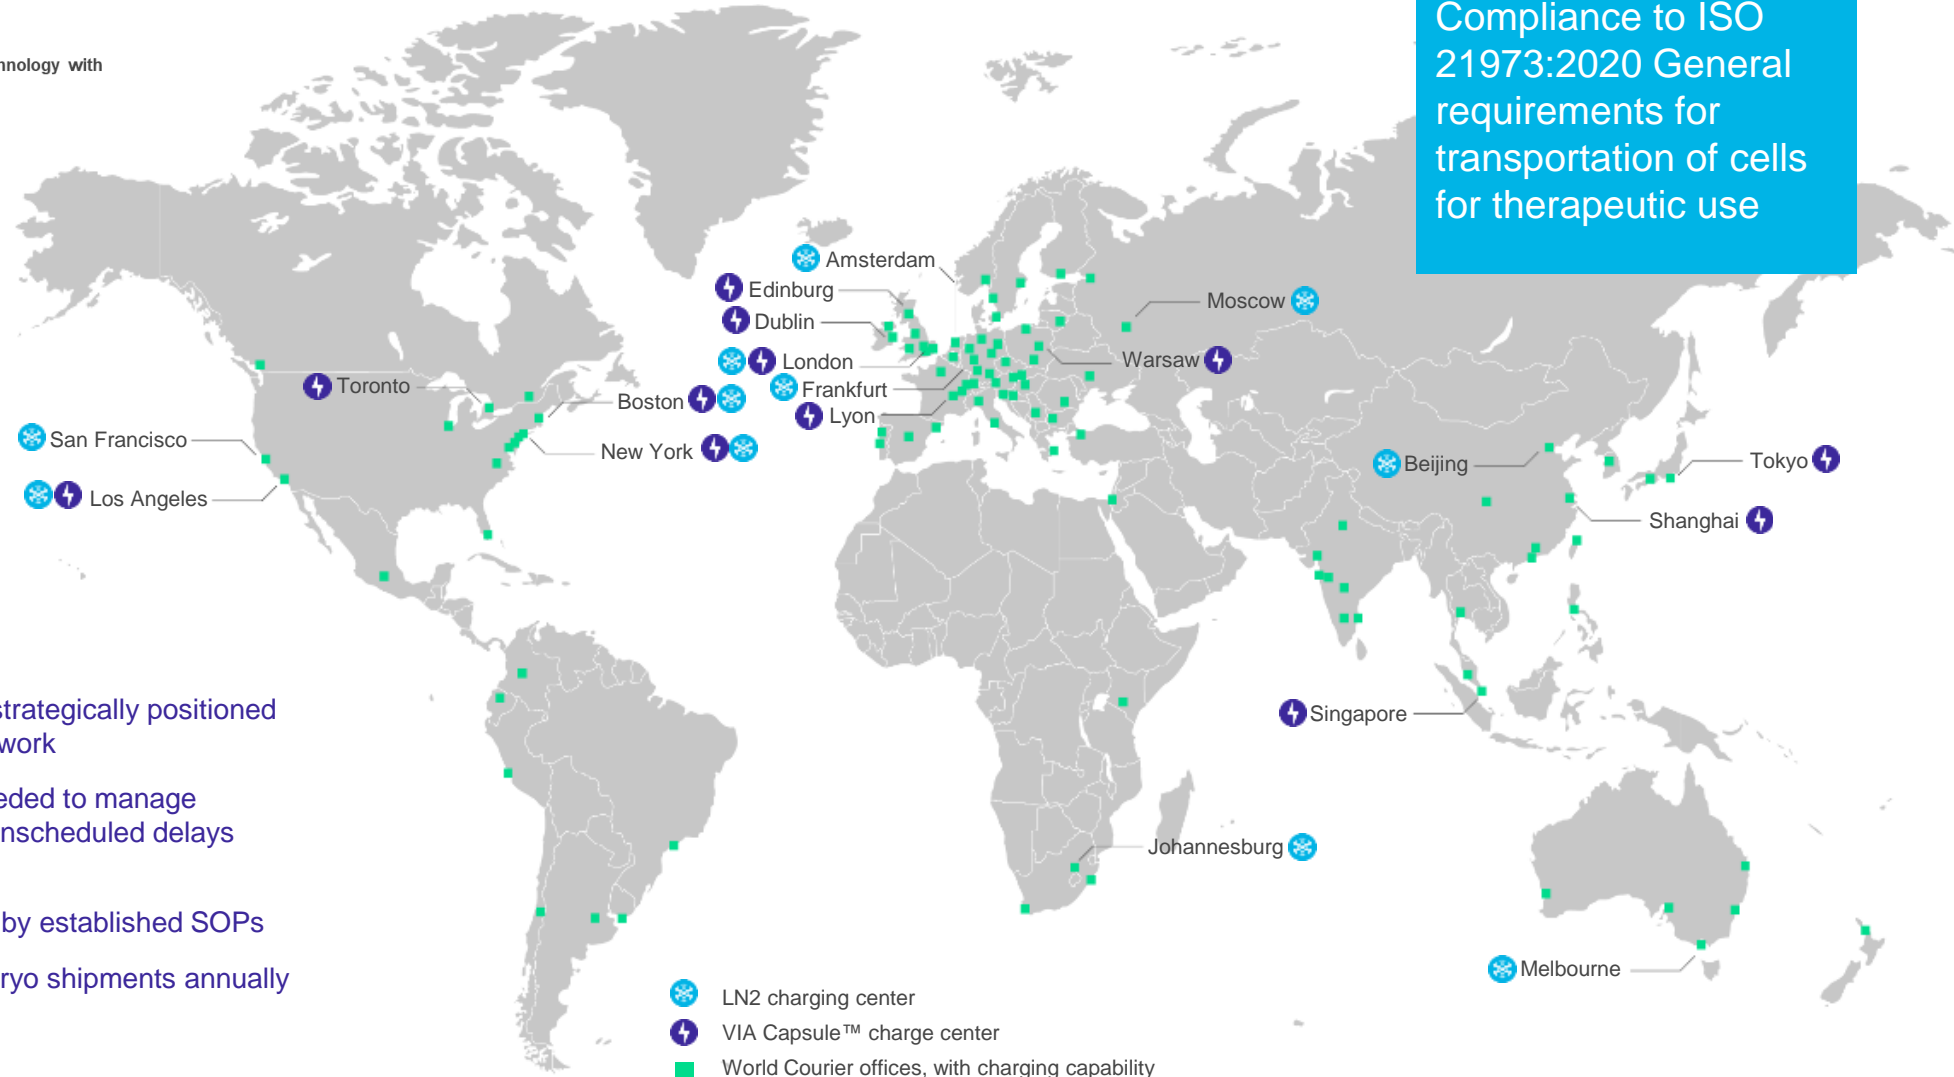 Compliance to ISO
21973:2020 General
requirements for
transportation of cells
for therapeutic use
with
Amsterdam
Edinburg
Dublin
London
Frankfurt
Lyon
Moscow
Warsaw
Toronto
Boston
New York
San Francisco
Los Angeles
Beijing
Tokyo
Shanghai
Singapore
Johannesburg
Melbourne
strategically positioned
work
eded to manage
nscheduled delays
by established SOPs
ryo shipments annually
LN2 charging center
VIA Capsule™ charge center
World Courier offices, with charging capability